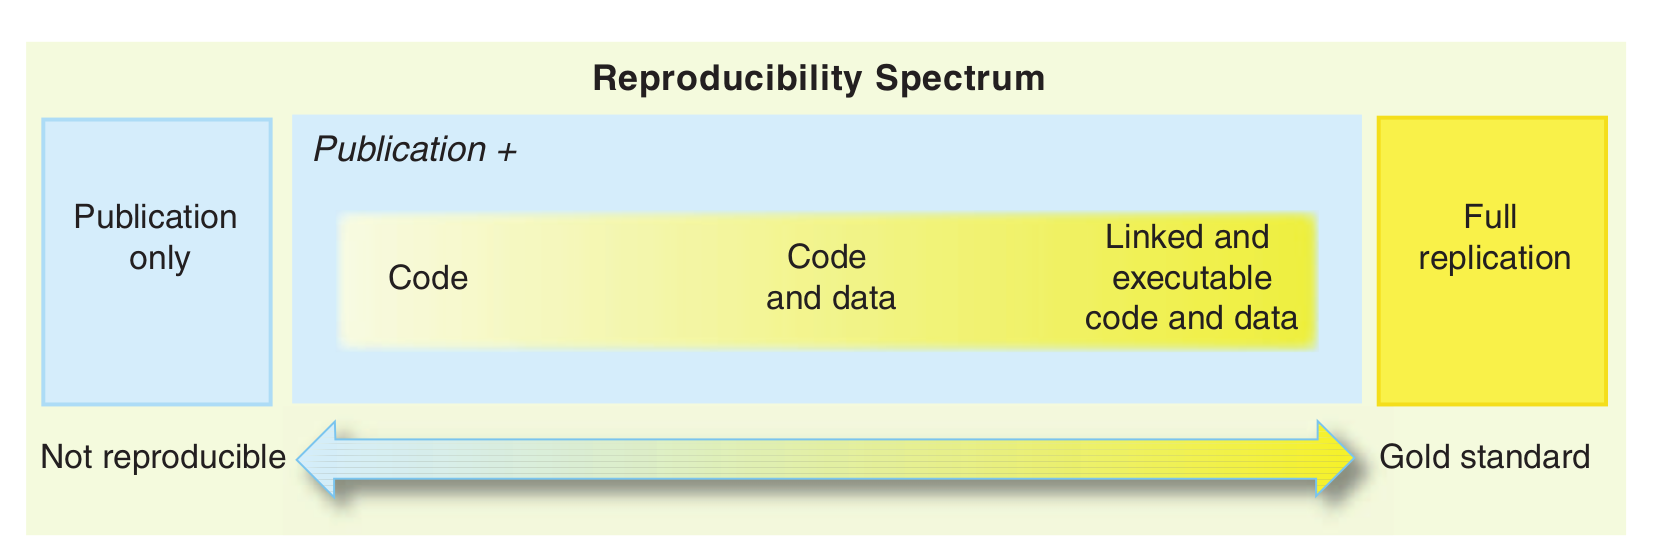 Reproducibility Spectrum
Publication
only
Publication +
Code
Code
and data
Linked and
executable
code and data
Full
replication
Not reproducible
Gold standard